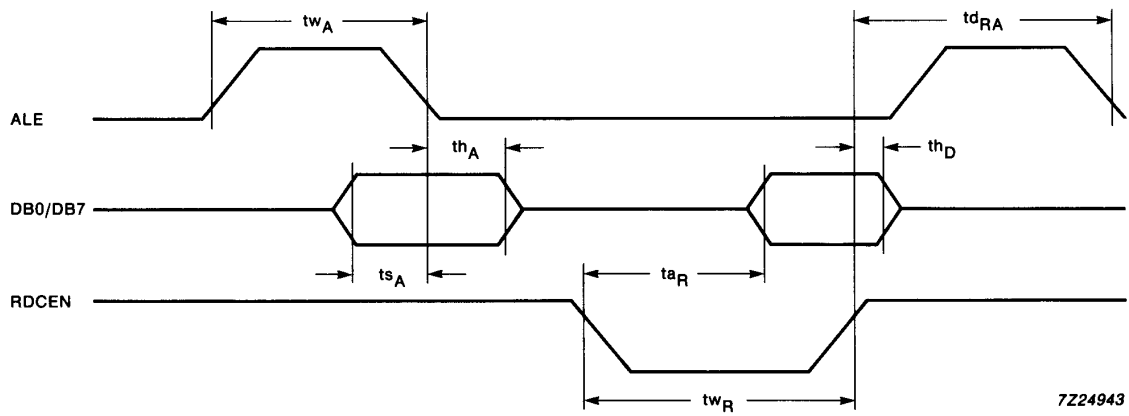 twA
tdRA
ALE
thA
thD
DB0/DB7
tsA
taR
RDCEN
twR
7Z24943